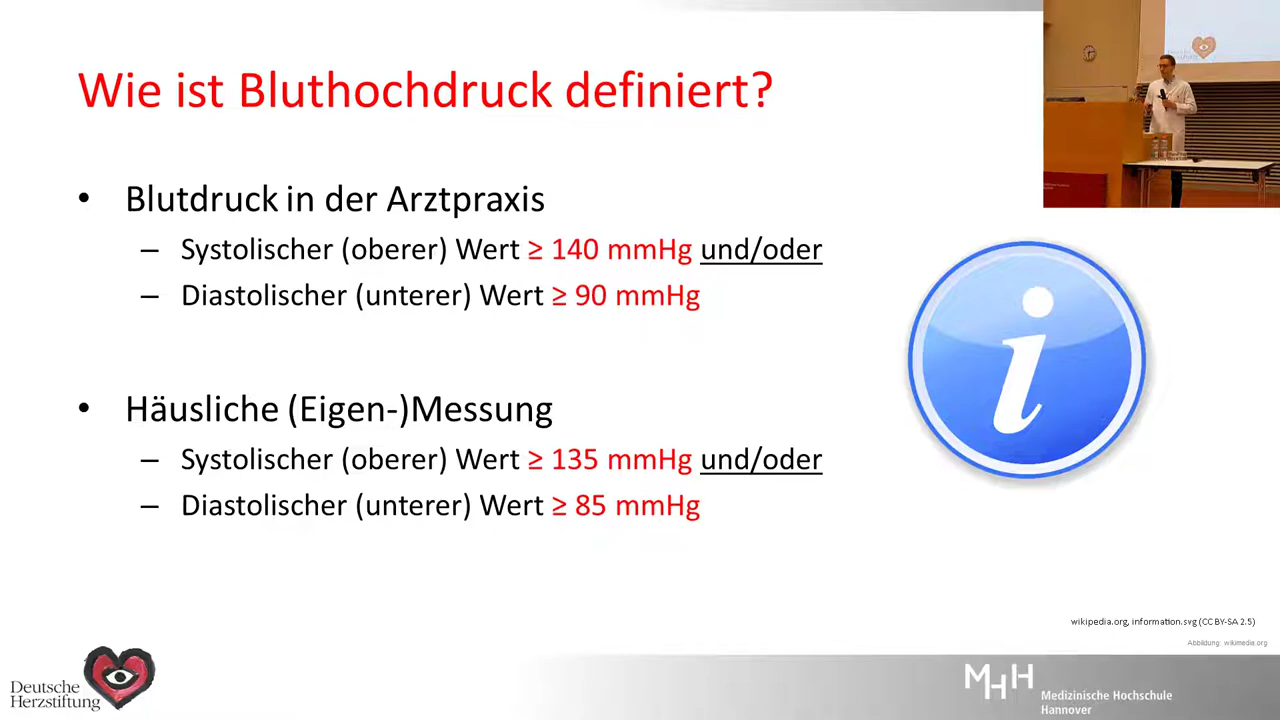 Wie ist Bluthochdruck definiert?
• Blutdruck in der Arztpraxis
– Systolischer (oberer) Wert ≥ 140 mmHg und/oder
– Diastolischer (unterer) Wert ≥ 90 mmHg
• Häusliche (Eigen-)Messung
– Systolischer (oberer) Wert ≥ 135 mmHg und/oder
– Diastolischer (unterer) Wert ≥ 85 mmHg
i
wikipedia.org, information.svg (CC BY-SA 2.5)
Abbildung: wikimedia.org
Deutsche
Herzstiftung
MHH
Medizinische Hochschule
Hannover